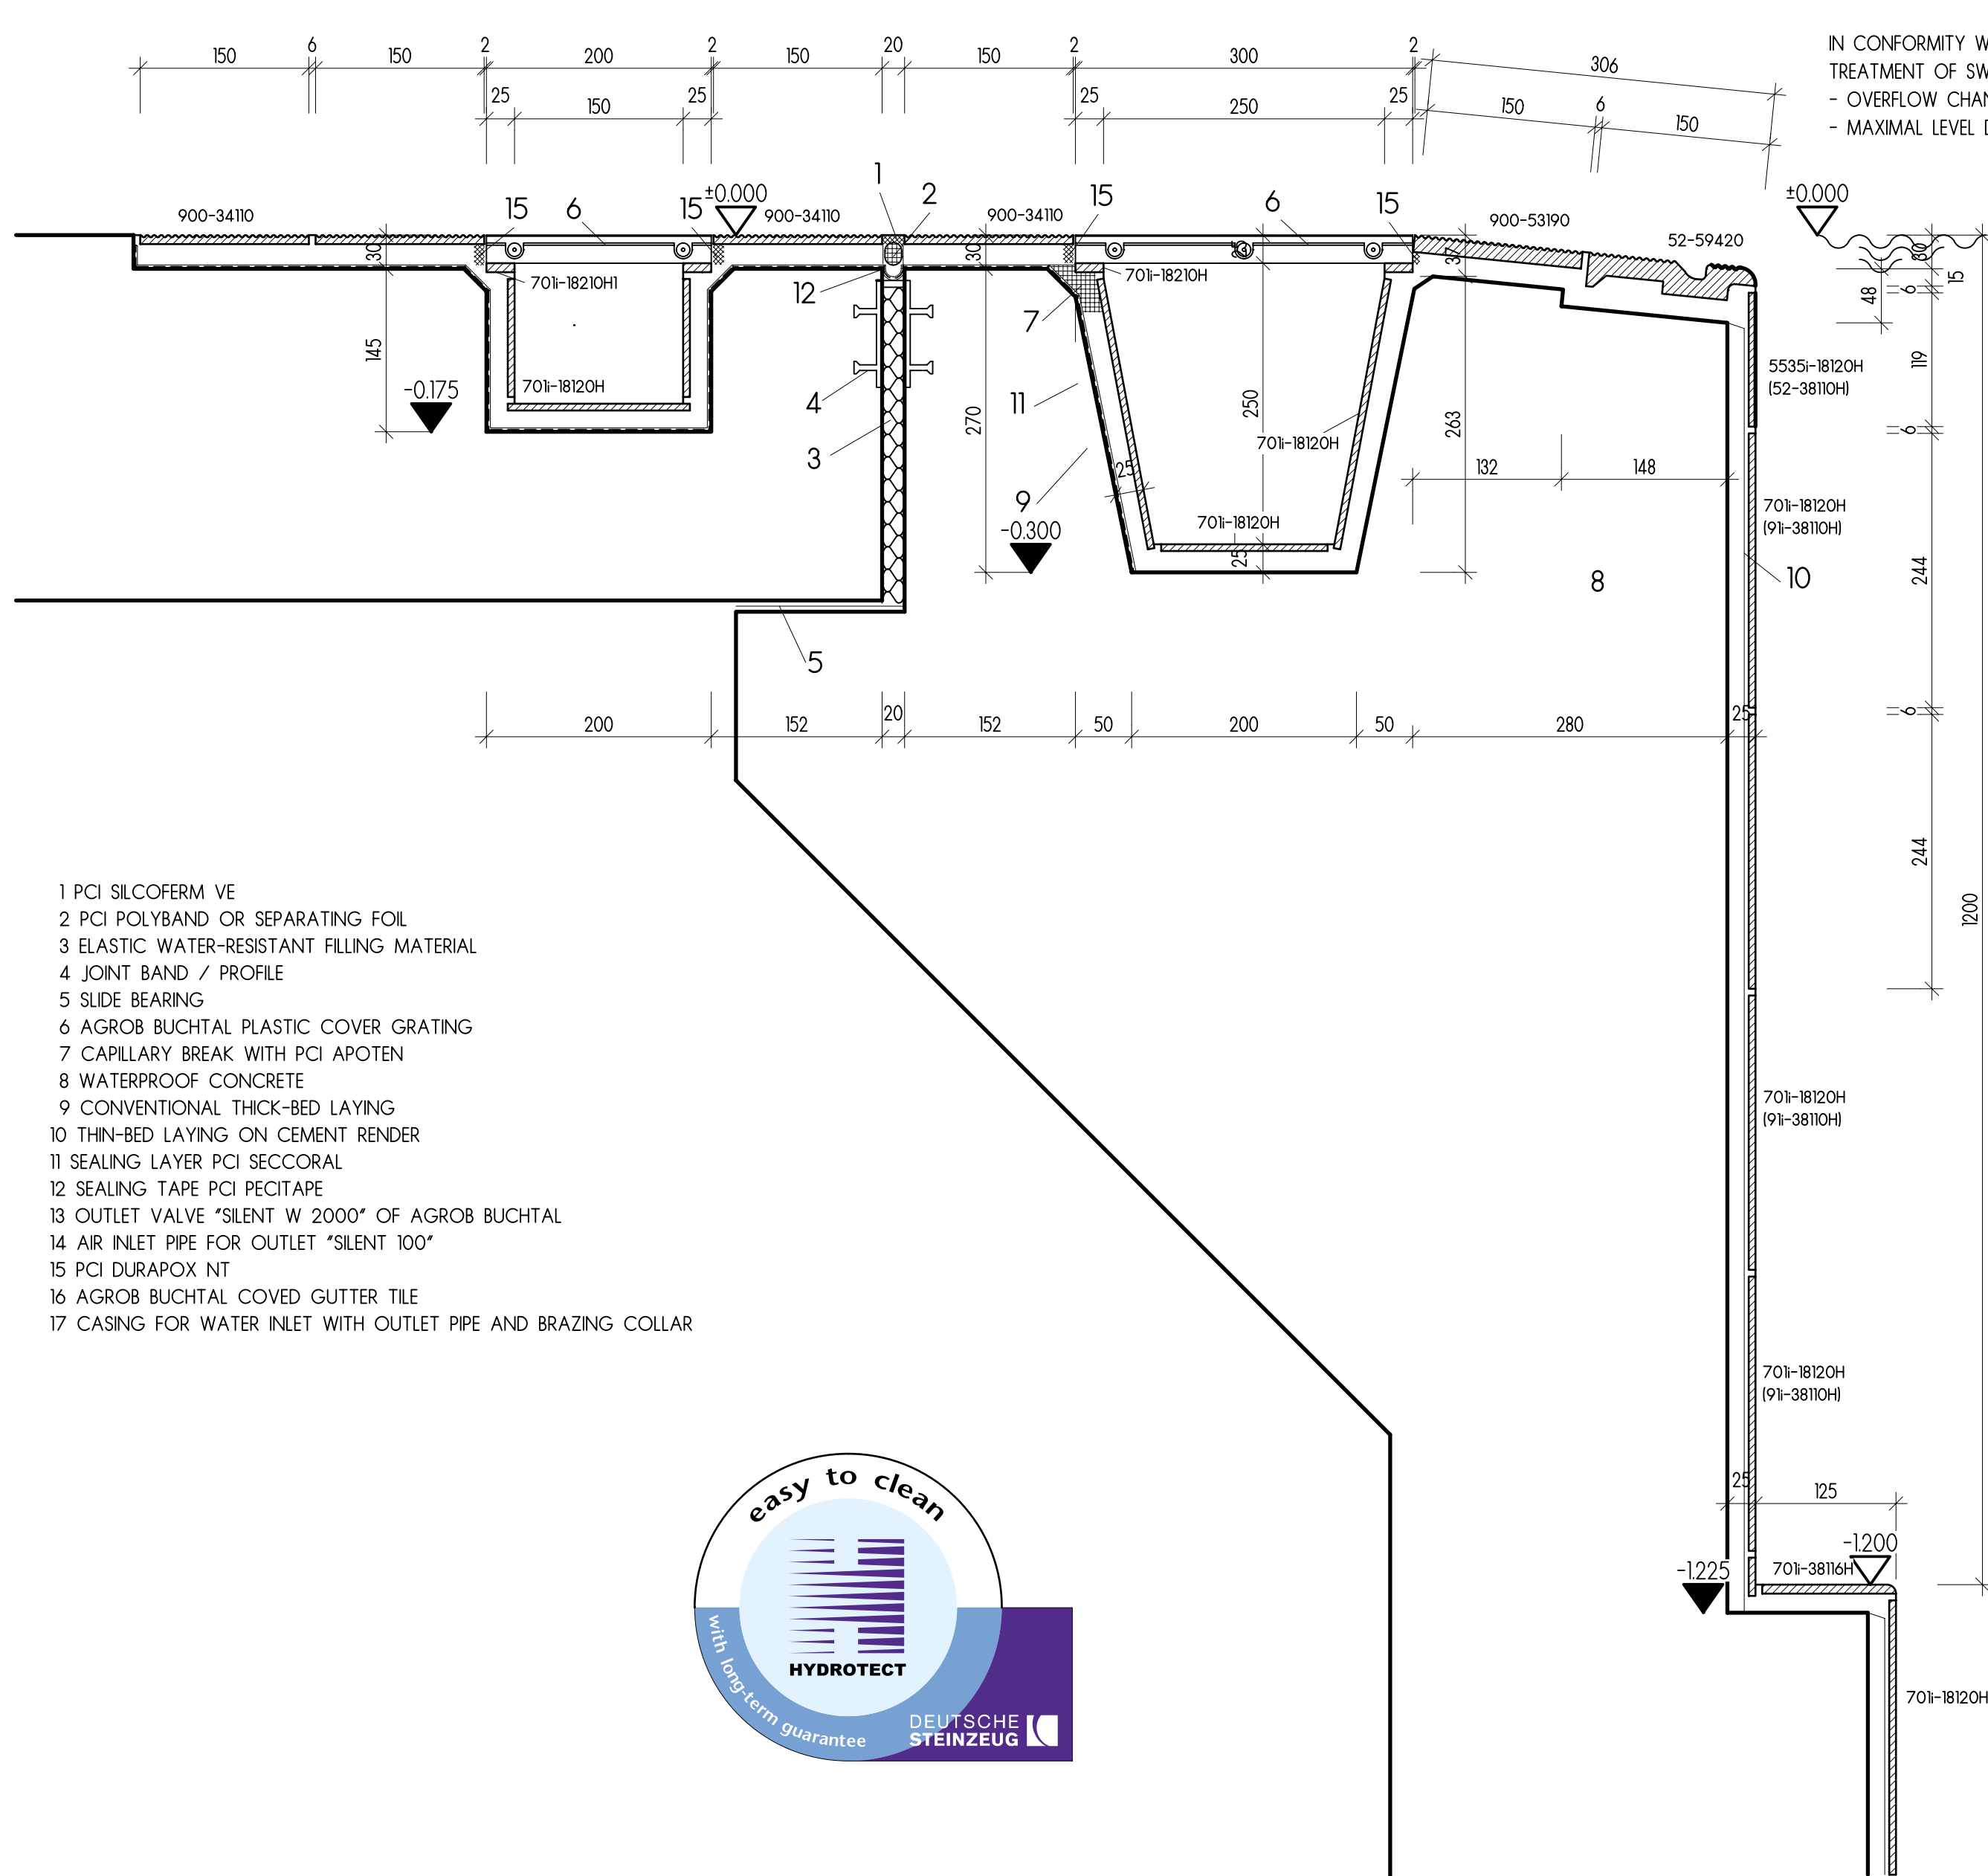 150 6 150 2 200 2 150 20 150 2 300 2
306
IN CONFORMITY
TREATMENT OF
- OVERFLOW
- MAXIMAL LEVEL
25 150 25 25 250 25
150 6 150
1 2
±0.000 ±0.000
900-34110 15 6 15 900-34110 900-34110 15 6 15 900-53190
52-59420
30 30 37 30
15
6
48
701i-18210H1 12 701i-18210H
7
145
119
5535i-18120H
(52-38110H)
-0.175 701i-18120H 4 11
270 250 263
701i-18120H
3
25
132 148
6
9 701i-18120H
-0.300
25
701i-18120H
(91i-38110H)
8 10
244
5
6
200 152 20 152 50 200 50 280 25
244
1200
1 PCI SILCOFERM VE
2 PCI POLYBAND OR SEPARATING FOIL
3 ELASTIC WATER-RESISTANT FILLING MATERIAL
4 JOINT BAND / PROFILE
5 SLIDE BEARING
6 AGROB BUCHTAL PLASTIC COVER GRATING
7 CAPILLARY BREAK WITH PCI APOTEN
8 WATERPROOF CONCRETE
9 CONVENTIONAL THICK-BED LAYING
10 THIN-BED LAYING ON CEMENT RENDER
11 SEALING LAYER PCI SECCORAL
12 SEALING TAPE PCI PECITAPE
13 OUTLET VALVE "SILENT W 2000" OF AGROB BUCHTAL
14 AIR INLET PIPE FOR OUTLET "SILENT 100"
15 PCI DURAPOX NT
16 AGROB BUCHTAL COVED GUTTER TILE
17 CASING FOR WATER INLET WITH OUTLET PIPE AND BRAZING COLLAR
701i-18120H
(91i-38110H)
701i-18120H
(91i-38110H)
25 125
-1.200
-1.225 701i-38116H
701i-18120H
easy to clean
HYDROTECT
with long-term guarantee
DEUTSCHE
STEINZEUG